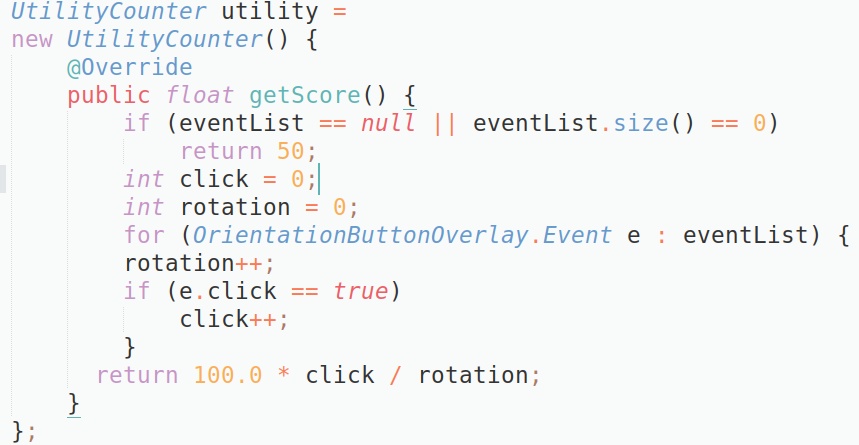 UtilityCounter utility =
new UtilityCounter() {
    @Override
    public float getScore() {
        if (eventList == null || eventList.size() == 0)
            return 50;
        int click = 0;
        int rotation = 0;
        for (OrientationButtonOverlay.Event e : eventList) {
        rotation++;
        if (e.click == true)
            click++;
        }
      return 100.0 * click / rotation;
    }
};